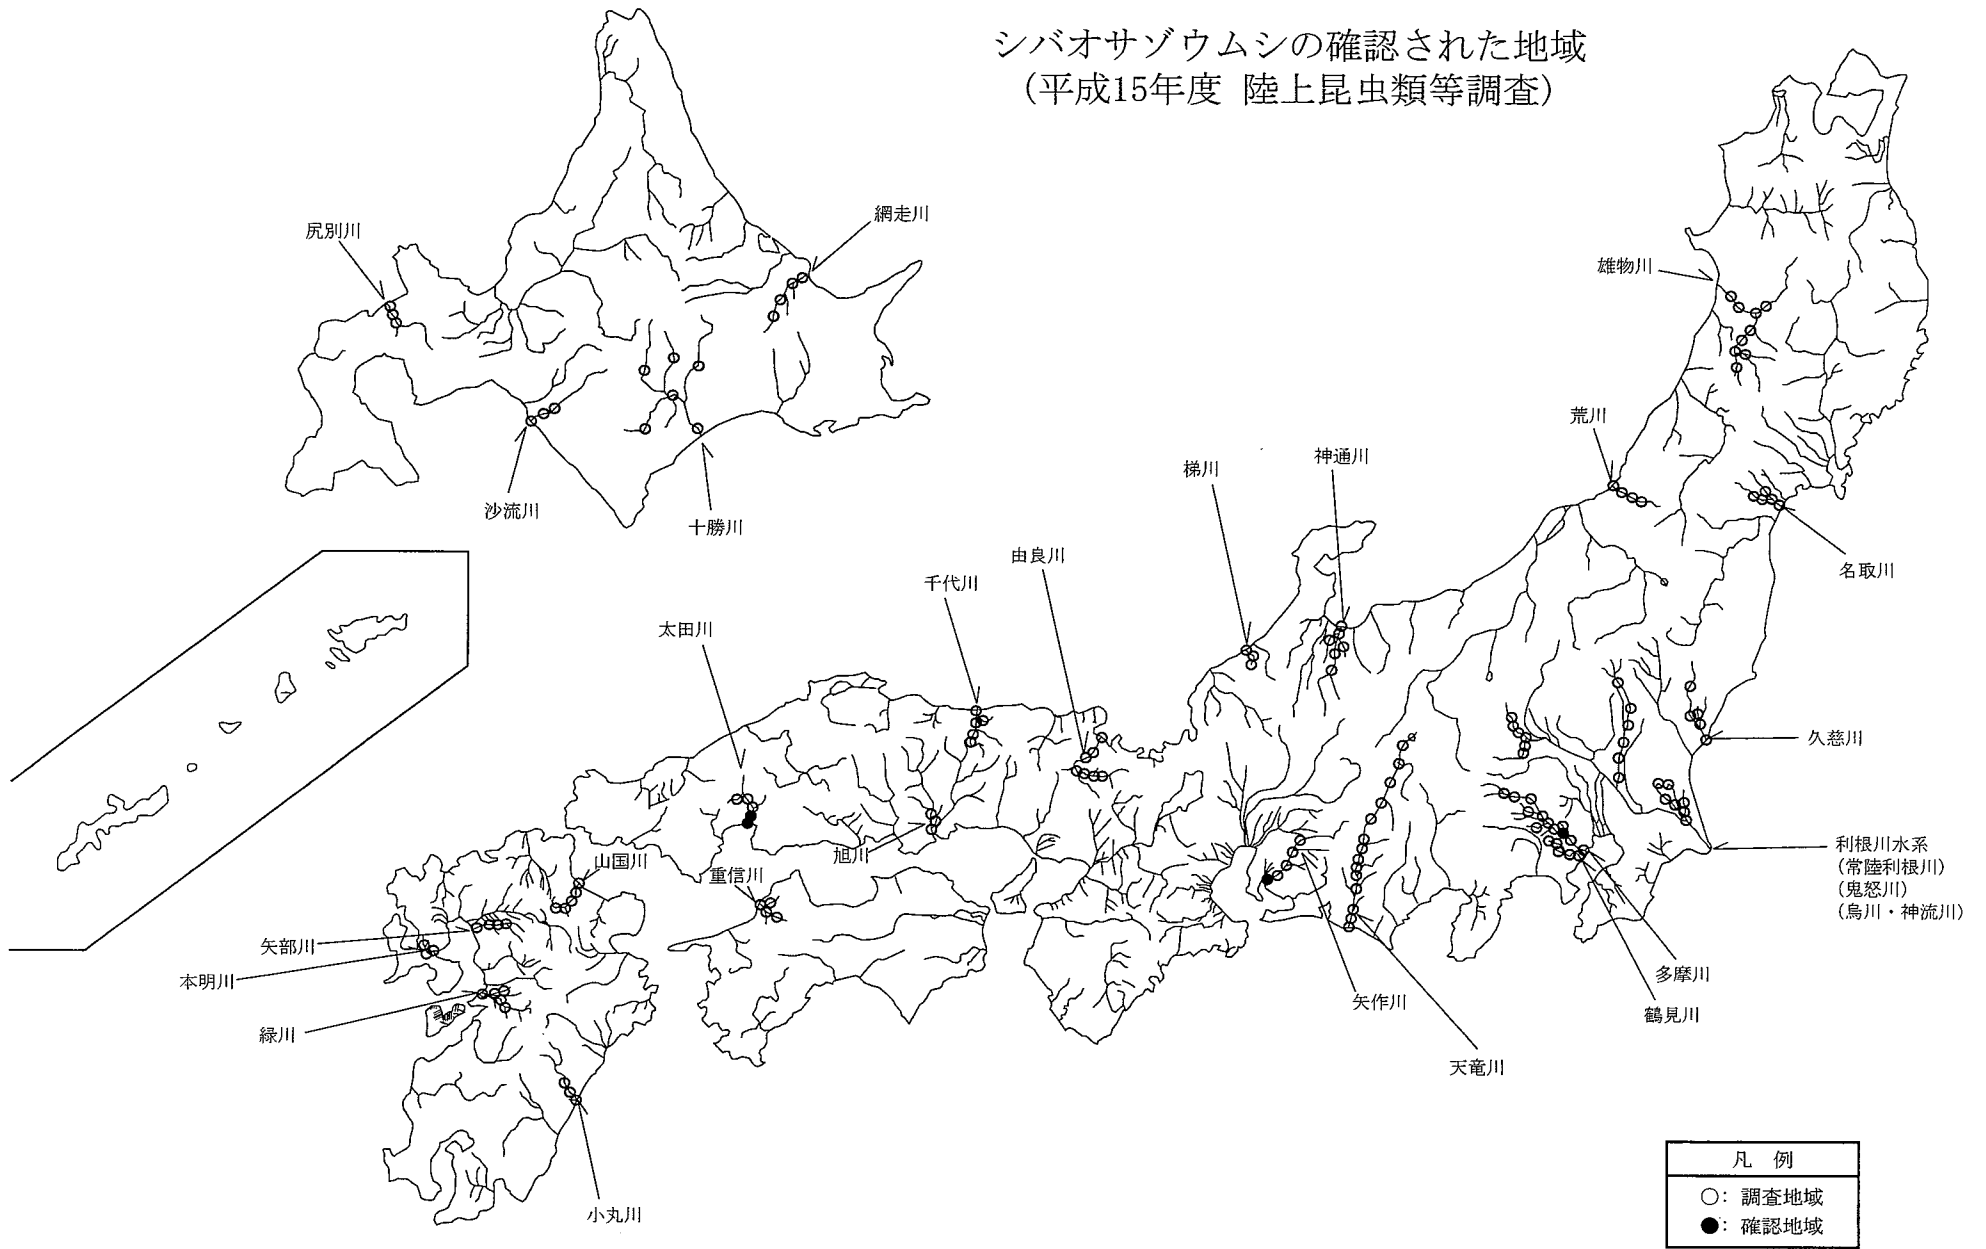 シバオサゾウムシの確認された地域
(平成15年度 陸上昆虫類等調査)
尻別川
網走川
雄物川
荒川
神通川
梯川
沙流川
十勝川
由良川
名取川
千代川
太田川
久慈川
利根川水系
(常陸利根川)
(鬼怒川)
(烏川・神流川)
旭川
山国川
重信川
矢部川
本明川
緑川
多摩川
矢作川
鶴見川
天竜川
小丸川
凡 例
○: 調査地域
●: 確認地域